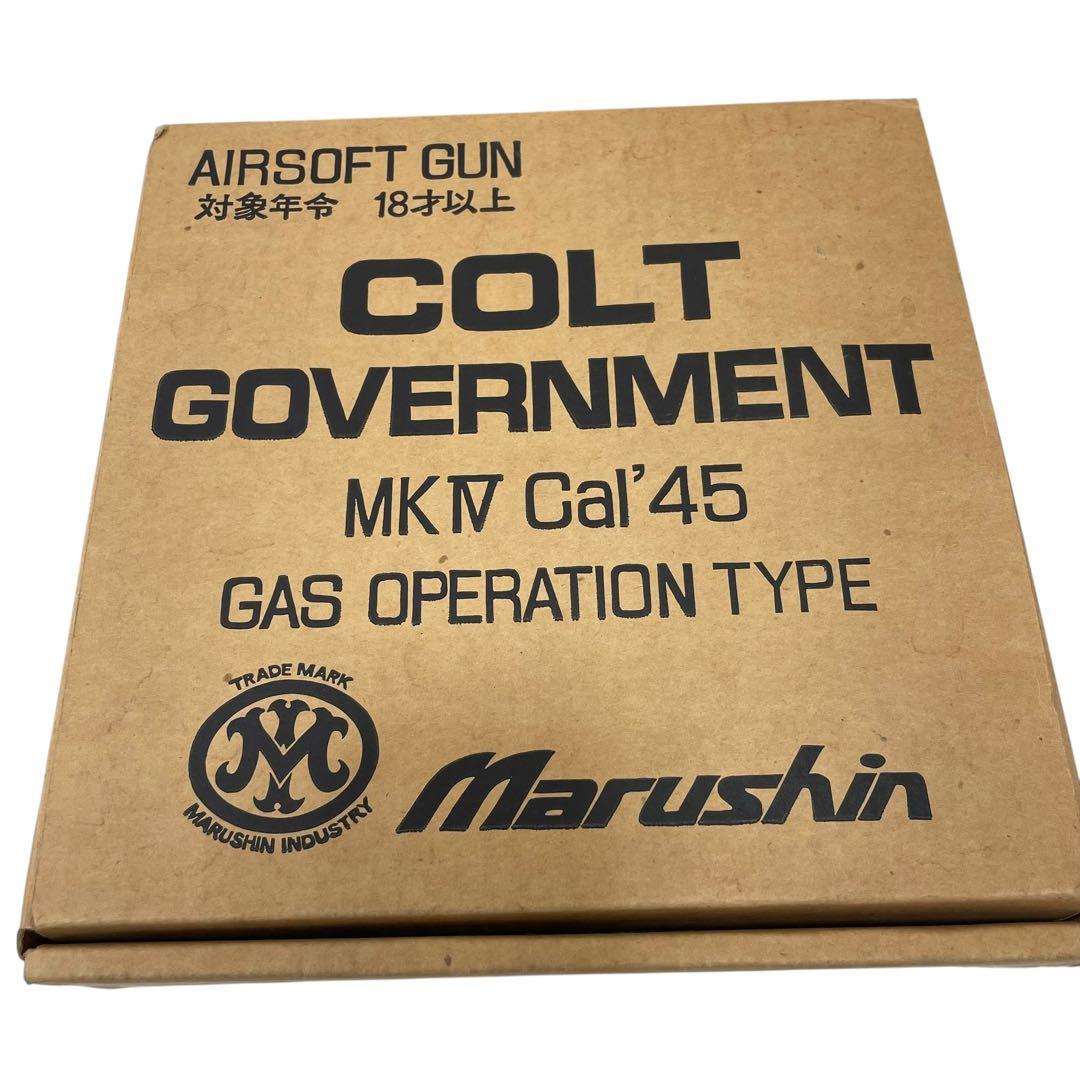 AIRSOFT GUN
対象年令 18才以上
COLT
GOVERNMENT
MKⅣ Cal'45
GAS OPERATION TYPE
TRADE MARK
M
MARUSHIN INDUSTRY
Marushin